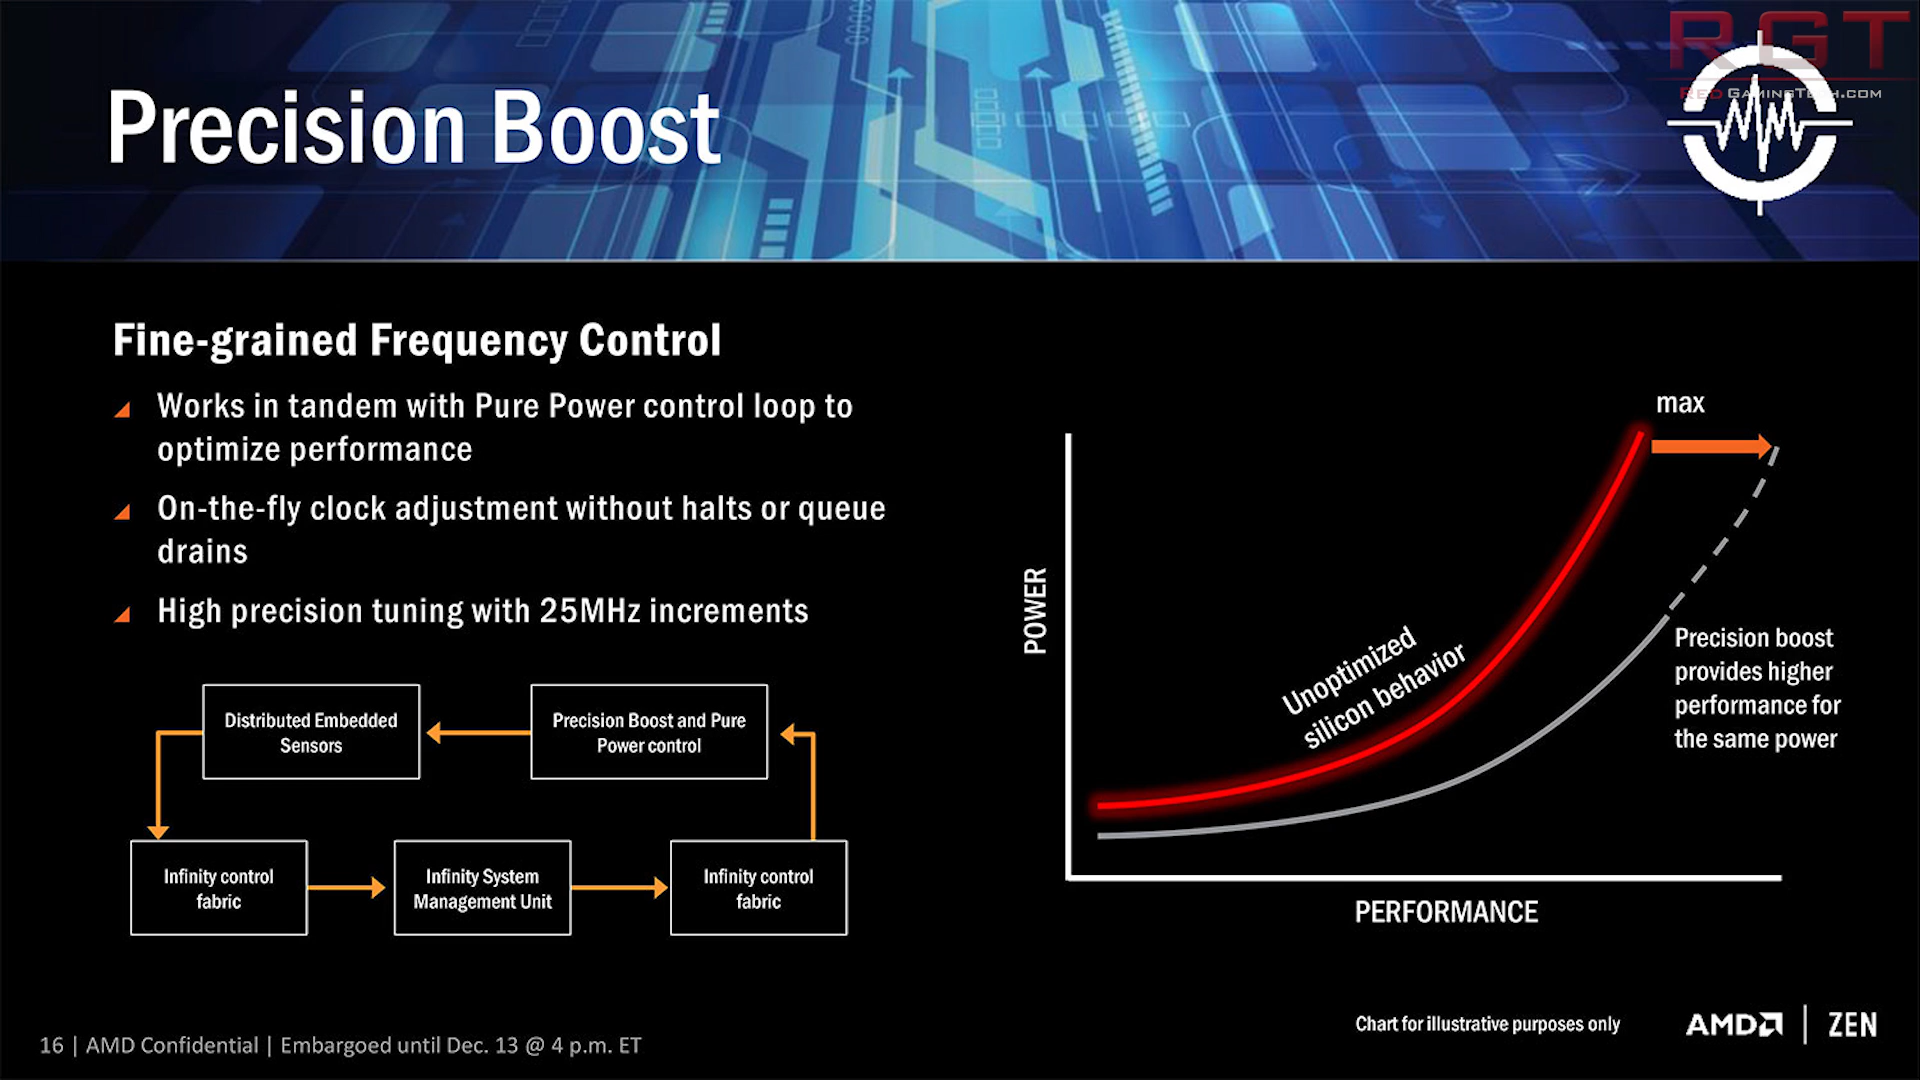 RGT
REDGAMINGTECH.COM
Precision Boost
Fine-grained Frequency Control
Works in tandem with Pure Power control loop to
optimize performance
On-the-fly clock adjustment without halts or queue
drains
High precision tuning with 25MHz increments
Distributed Embedded
Sensors
Precision Boost and Pure
Power control
Infinity control
fabric
Infinity System
Management Unit
Infinity control
fabric
max
POWER
Unoptimized
silicon behavior
Precision boost
provides higher
performance for
the same power
PERFORMANCE
Chart for illustrative purposes only
AMD | ZEN
16 | AMD Confidential | Embargoed until Dec. 13 @ 4 p.m. ET